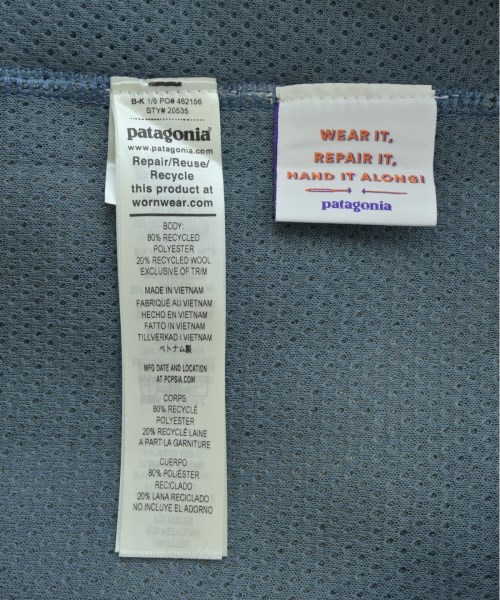 B-K 1/6 PO# 462156
STY# 20535
patagonia®
www.patagonia.com
Repair/Reuse/
Recycle
this product at
wornwear.com
BODY:
80% RECYCLED
POLYESTER
20% RECYCLED WOOL
EXCLUSIVE OF TRIM
MADE IN VIETNAM
FABRIQUÉ AU VIETNAM
HECHO EN VIETNAM
FATTO IN VIETNAM
TILLVERKAD I VIETNAM
ベトナム製
MFG DATE AND LOCATION
AT PCPSIA.COM
CORPS:
80% RECYCLÉ
POLYESTER
20% RECYCLÉ LAINE
A PART LA GARNITURE
CUERPO:
80% POLIÉSTER
RECICLADO
20% LANA RECICLADO
NO INCLUYE EL ADORNO
WEAR IT,
REPAIR IT,
HAND IT ALONG!
patagonia